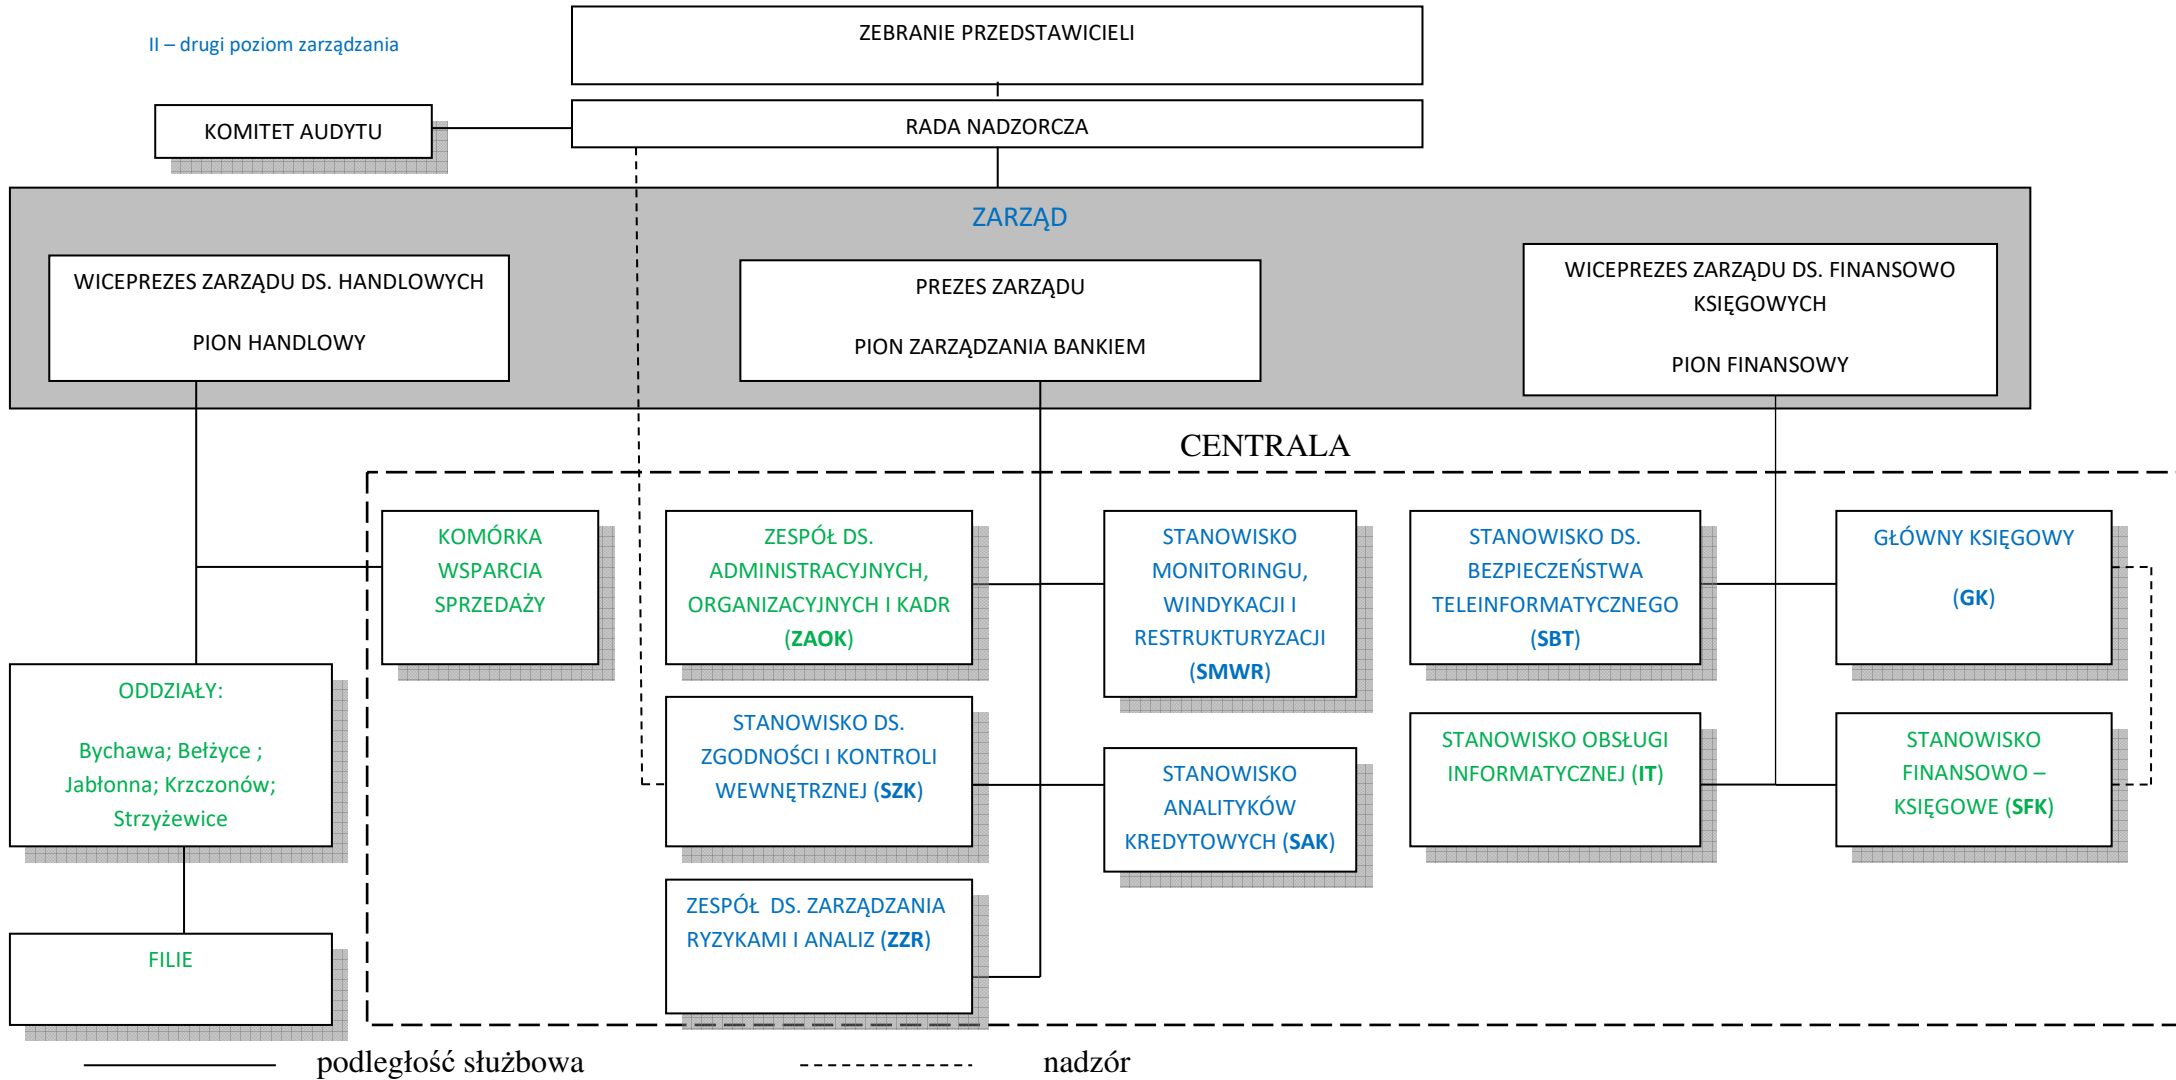 II – drugi poziom zarządzania
ZEBRANIE PRZEDSTAWICIELI
KOMITET AUDYTU
RADA NADZORCZA
ZARZĄD
WICEPREZES ZARZĄDU DS. HANDLOWYCH
PION HANDLOWY
PREZES ZARZĄDU
PION ZARZĄDZANIA BANKIEM
WICEPREZES ZARZĄDU DS. FINANSOWO
KSIĘGOWYCH
PION FINANSOWY
CENTRALA
KOMÓRKA
WSPARCIA
SPRZEDAŻY
ZESPÓŁ DS.
ADMINISTRACYJNYCH,
ORGANIZACYJNYCH I KADR
(ZAOK)
STANOWISKO
MONITORINGU,
WINDYKACJI I
RESTRUKTURYZACJI
(SMWR)
STANOWISKO DS.
BEZPIECZEŃSTWA
TELEINFORMATYCZNEGO
(SBT)
GŁÓWNY KSIĘGOWY
(GK)
ODDZIAŁY:
Bychawa; Bełżyce ;
Jabłonna; Krzczonów;
Strzyżewice
STANOWISKO DS.
ZGODNOŚCI I KONTROLI
WEWNĘTRZNEJ (SZK)
STANOWISKO
ANALITYKÓW
KREDYTOWYCH (SAK)
STANOWISKO OBSŁUGI
INFORMATYCZNEJ (IT)
STANOWISKO
FINANSOWO –
KSIĘGOWE (SFK)
ZESPÓŁ  DS. ZARZĄDZANIA
RYZYKAMI I ANALIZ (ZZR)
FILIE
podległość służbowa
nadzór